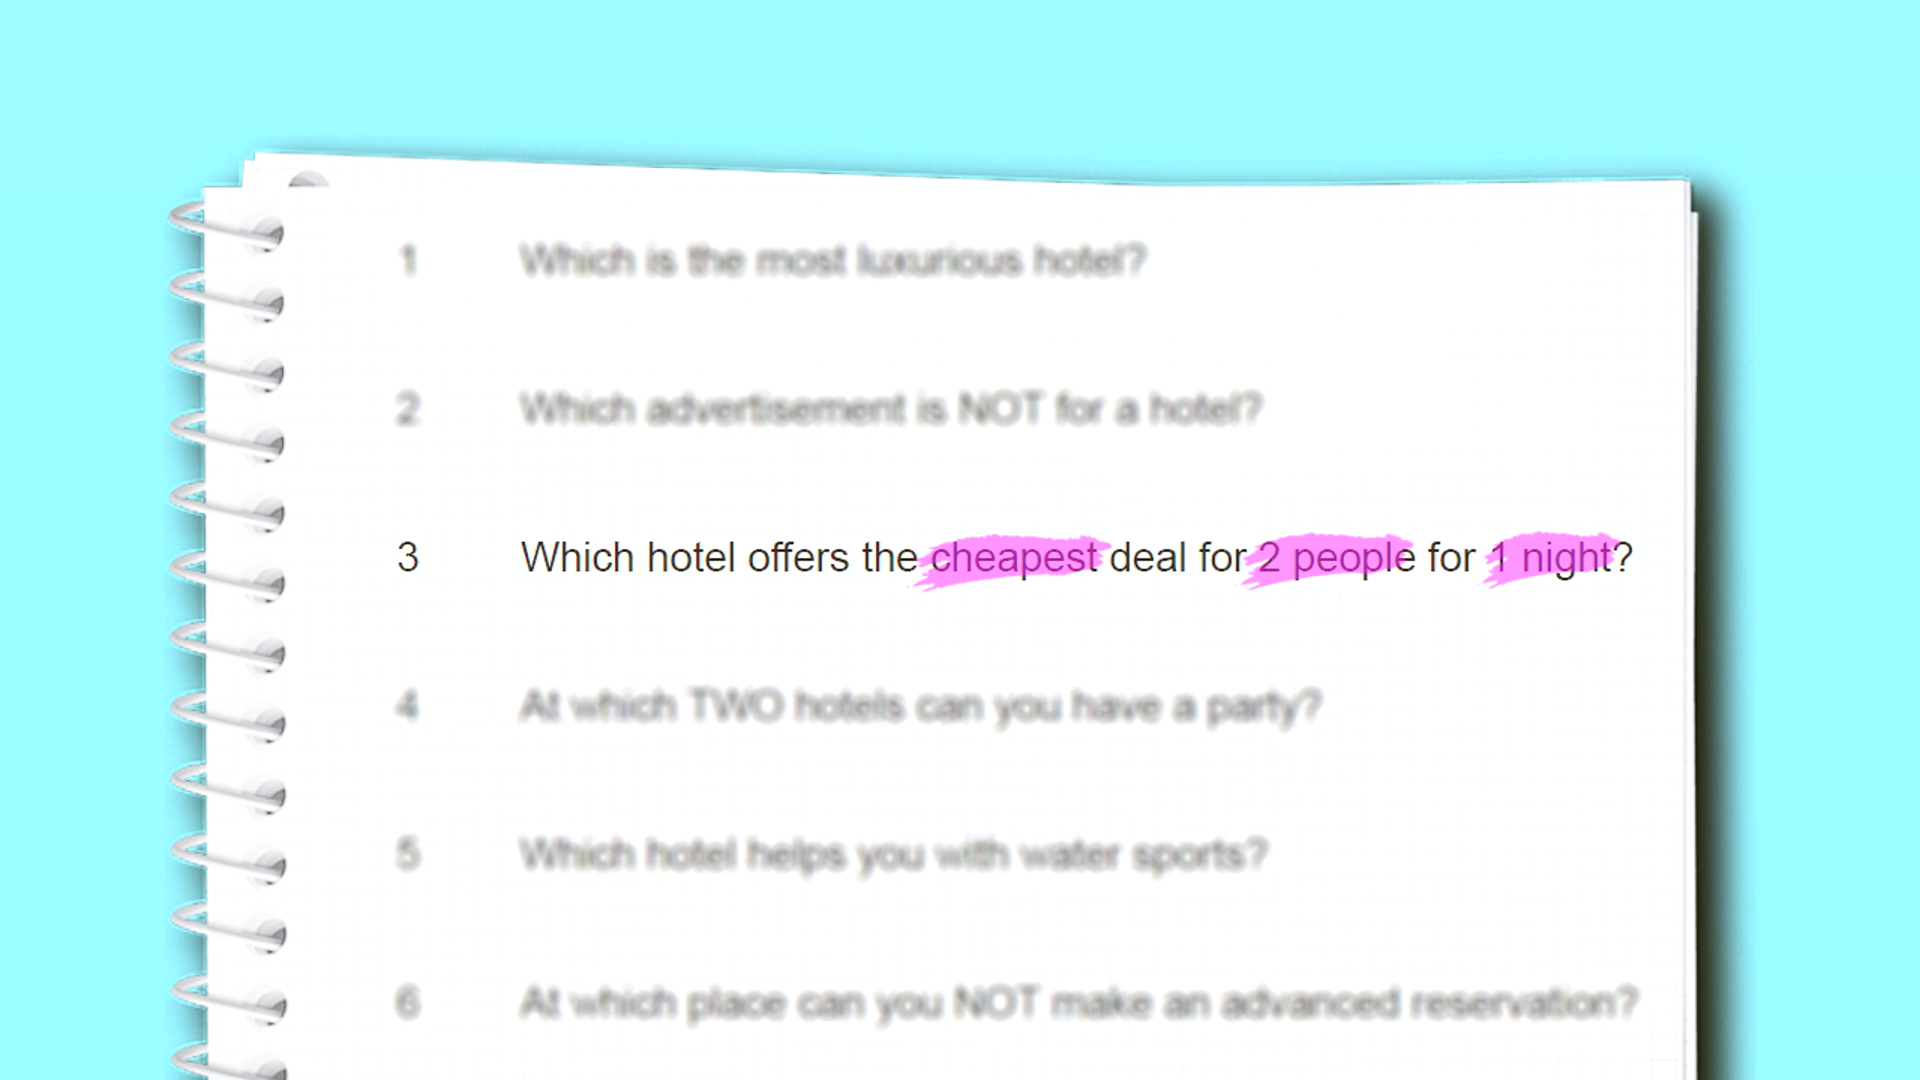 1 Which is the most luxurious hotel?
2 Which advertisement is NOT for a hotel?
3 Which hotel offers the cheapest deal for 2 people for 1 night?
4 At which TWO hotels can you have a party?
5 Which hotel helps you with water sports?
6 At which place can you NOT make an advanced reservation?